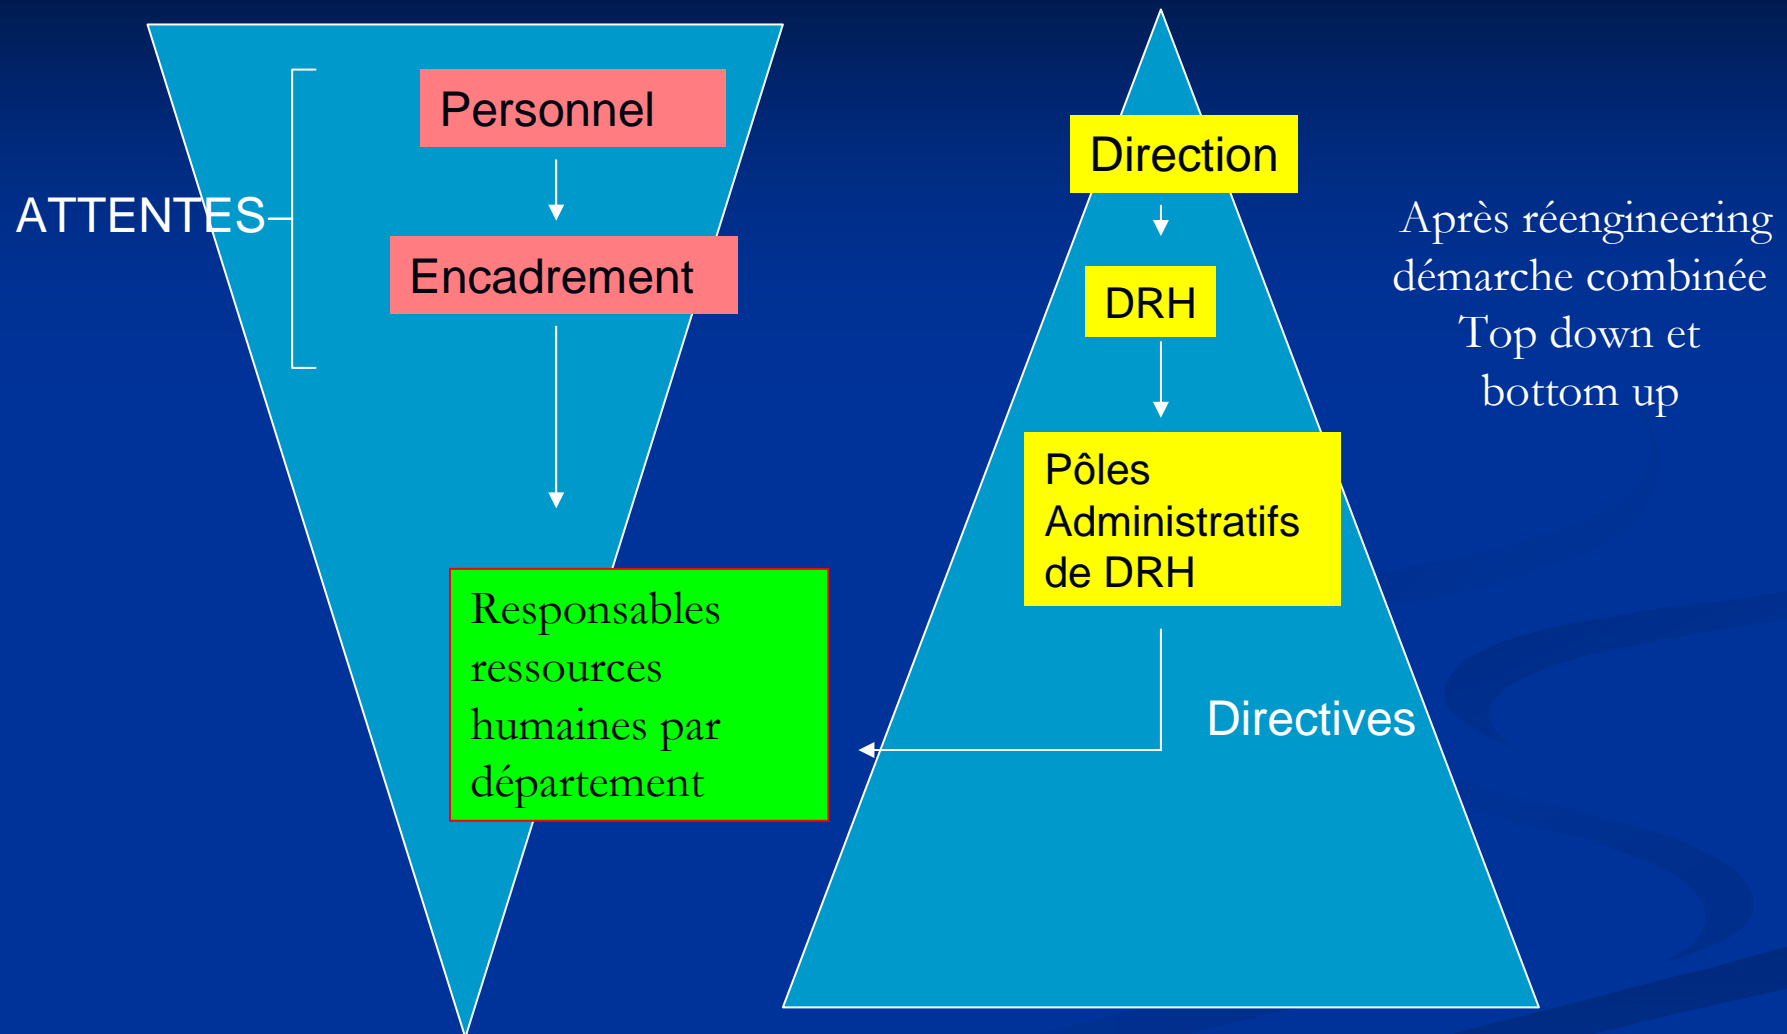 ATTENTES
Personnel
Encadrement
Responsables
ressources
humaines par
département
Direction
DRH
Pôles
Administratifs
de DRH
Directives
Après réengineering
démarche combinée
Top down et
bottom up